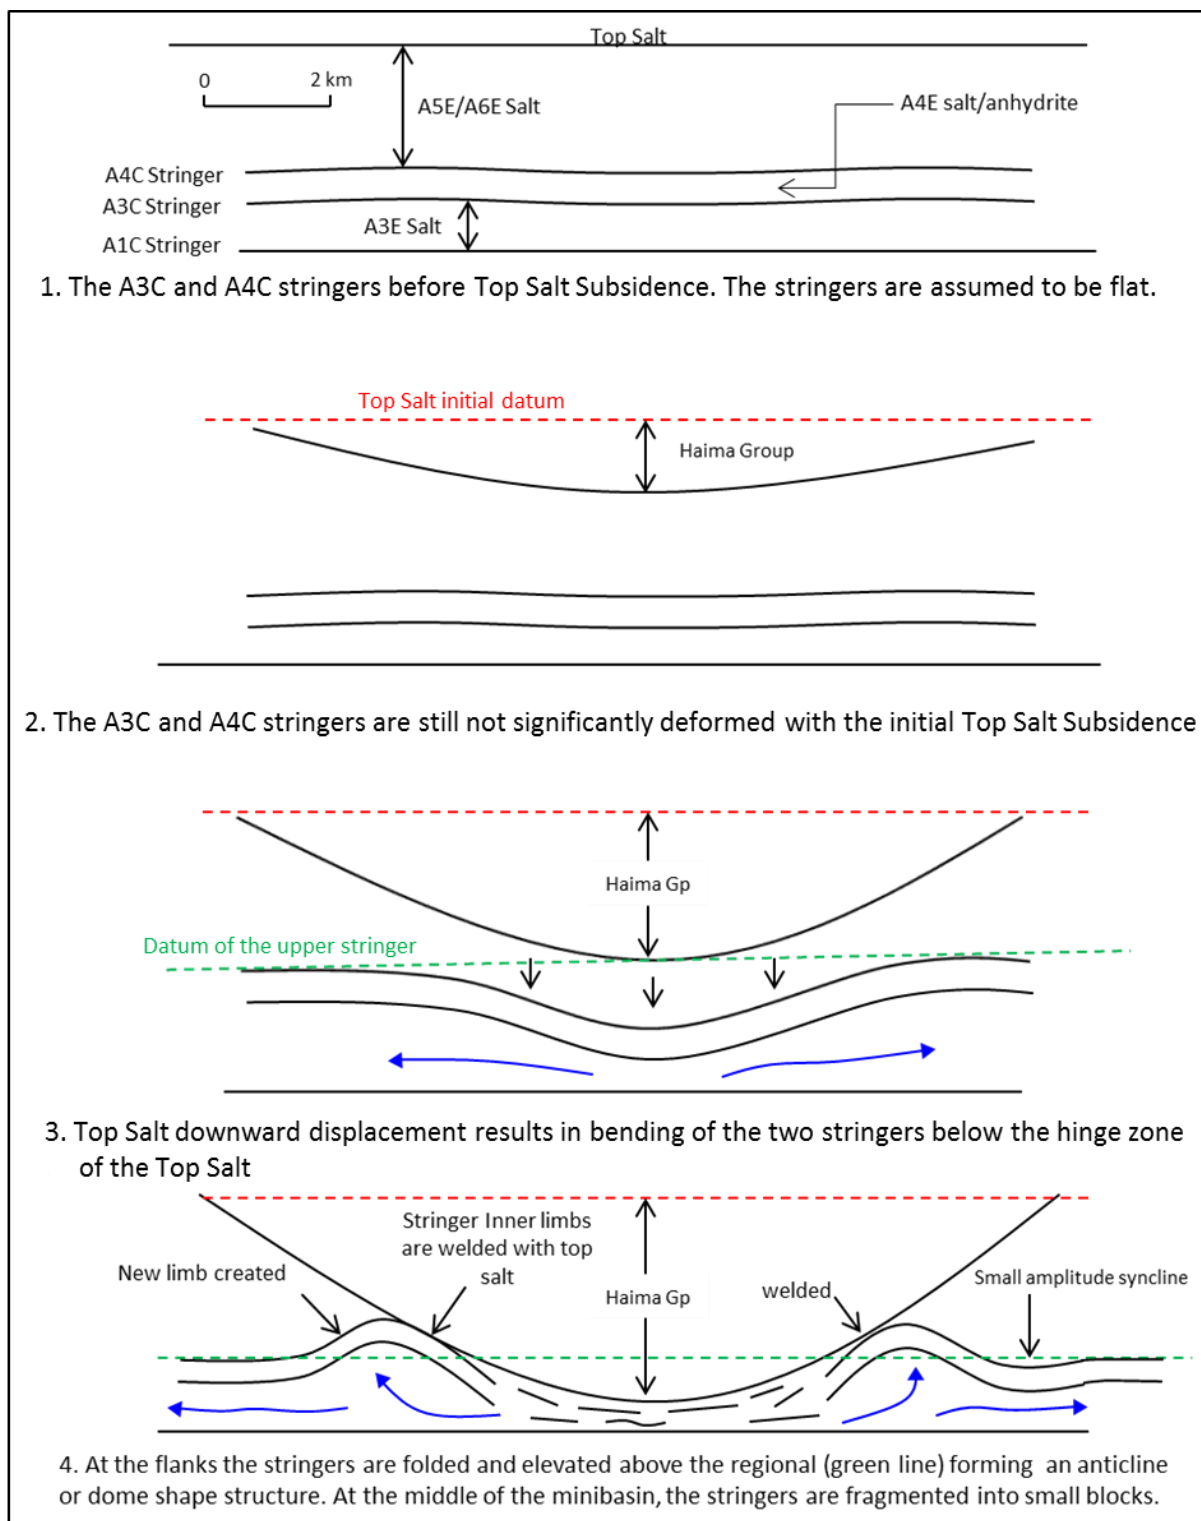 Top Salt
0 2 km
A5E/A6E Salt
A4E salt/anhydrite
A4C Stringer
A3C Stringer
A3E Salt
A1C Stringer
1. The A3C and A4C stringers before Top Salt Subsidence. The stringers are assumed to be flat.
Top Salt initial datum
Haima Group
2. The A3C and A4C stringers are still not significantly deformed with the initial Top Salt Subsidence
Haima Gp
Datum of the upper stringer
3. Top Salt downward displacement results in bending of the two stringers below the hinge zone
of the Top Salt
Stringer Inner limbs
are welded with top
salt
New limb created
Haima Gp
welded
Small amplitude syncline
4. At the flanks the stringers are folded and elevated above the regional (green line) forming an anticline
or dome shape structure. At the middle of the minibasin, the stringers are fragmented into small blocks.